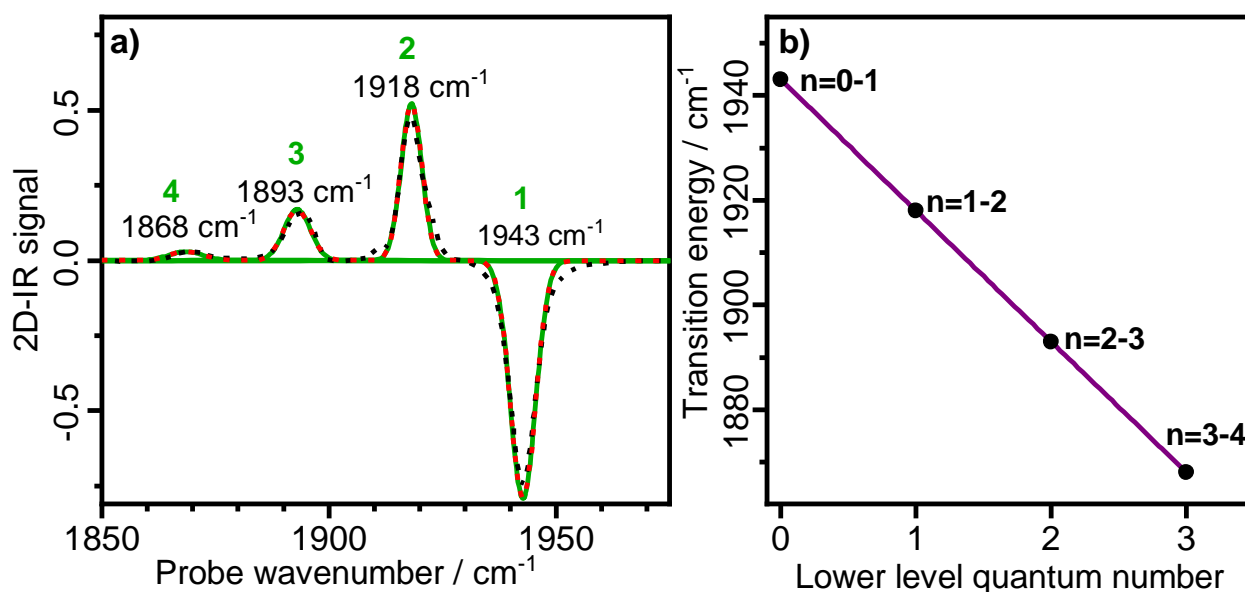 a)
2
1918 cm⁻¹
3
1893 cm⁻¹
4
1868 cm⁻¹
1
1943 cm⁻¹
2D-IR signal
0.5
0.0
-0.5
1850
1900
1950
Probe wavenumber / cm⁻¹
b)
n=0-1
n=1-2
n=2-3
n=3-4
Transition energy / cm⁻¹
1940
1920
1900
1880
0
1
2
3
Lower level quantum number